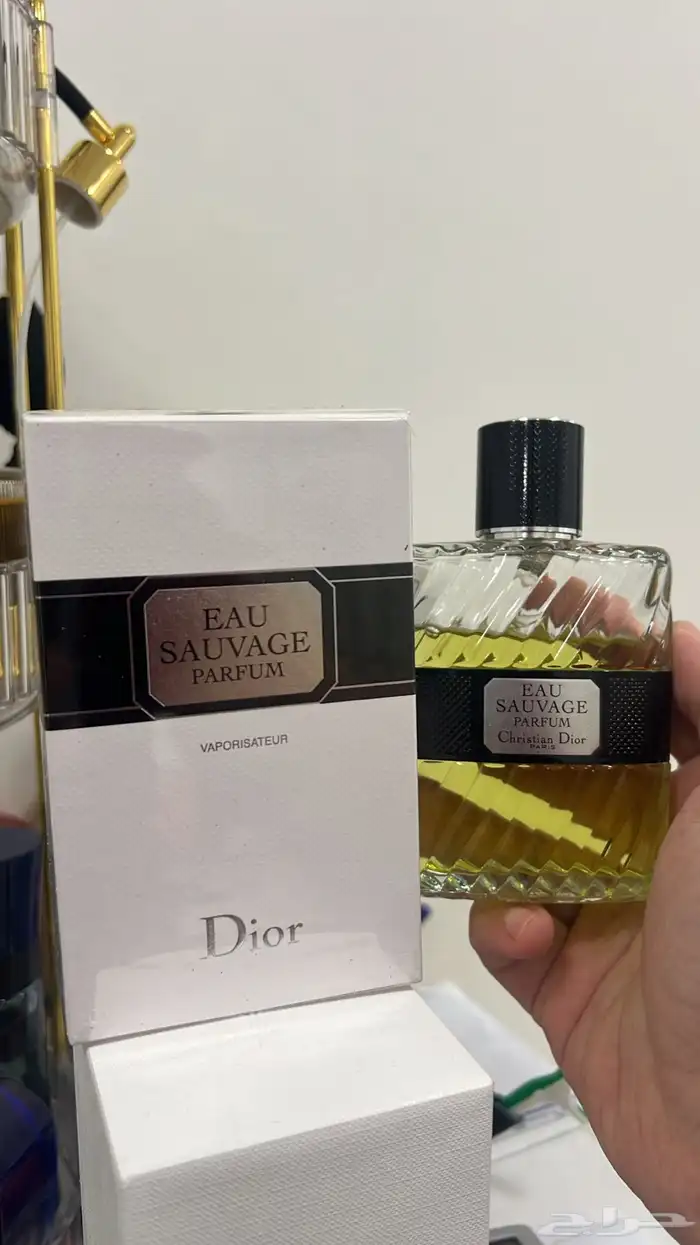 EAU
SAUVAGE
PARFUM
VAPORISATEUR
Dior
EAU
SAUVAGE
PARFUM
Christian Dior
PARIS
حراج